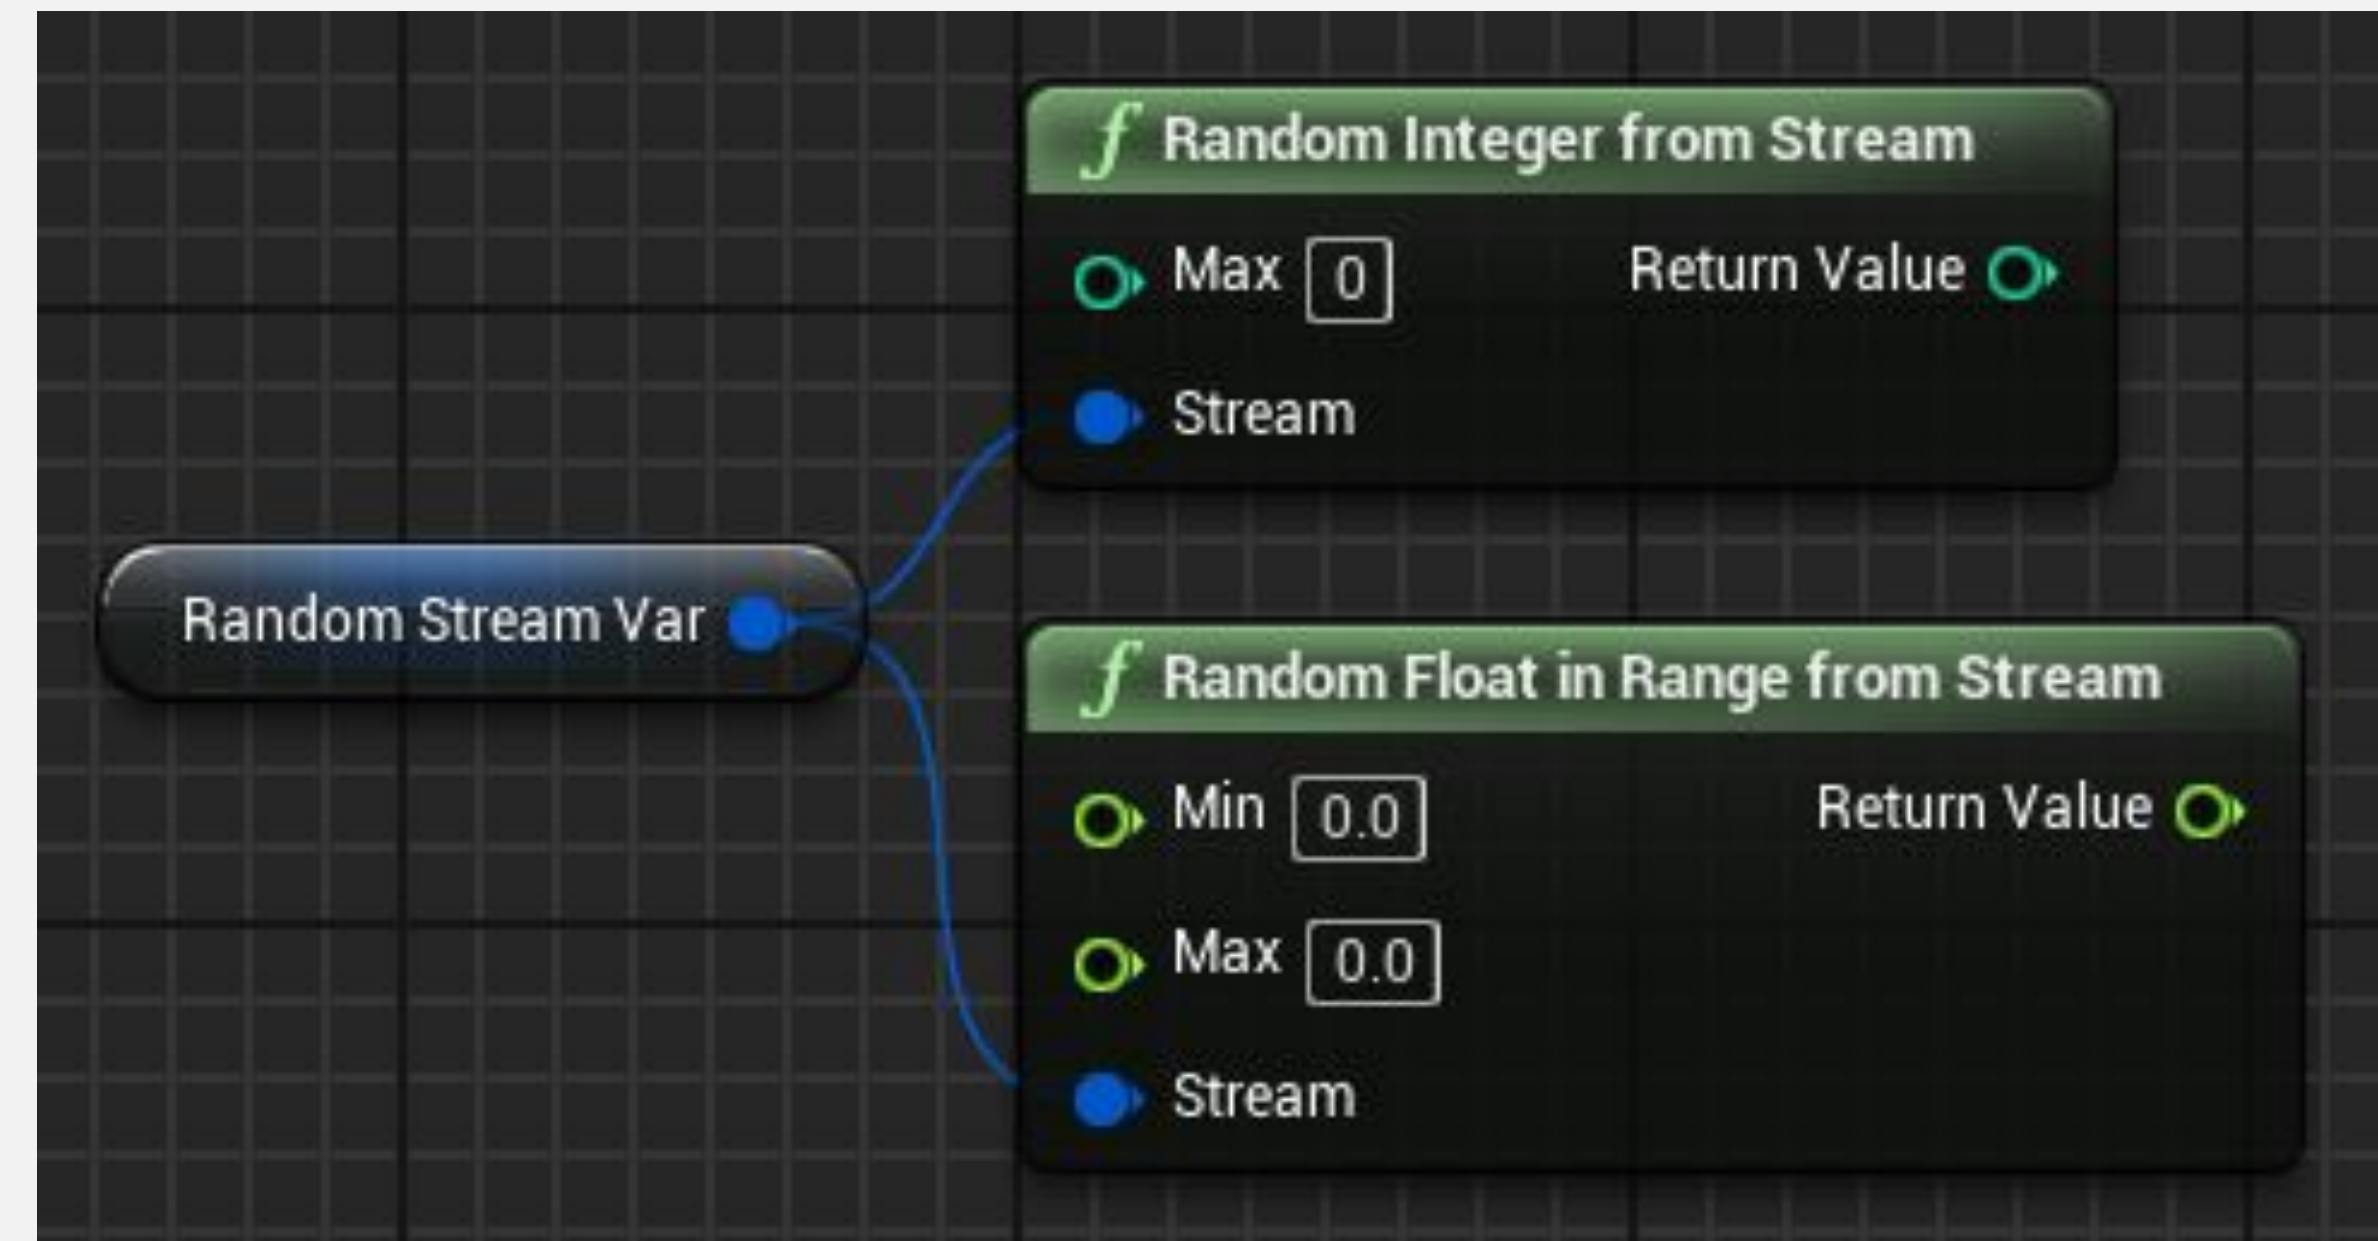 f Random Integer from Stream
Max 0 Return Value
Stream
Random Stream Var
f Random Float in Range from Stream
Min 0.0 Return Value
Max 0.0
Stream